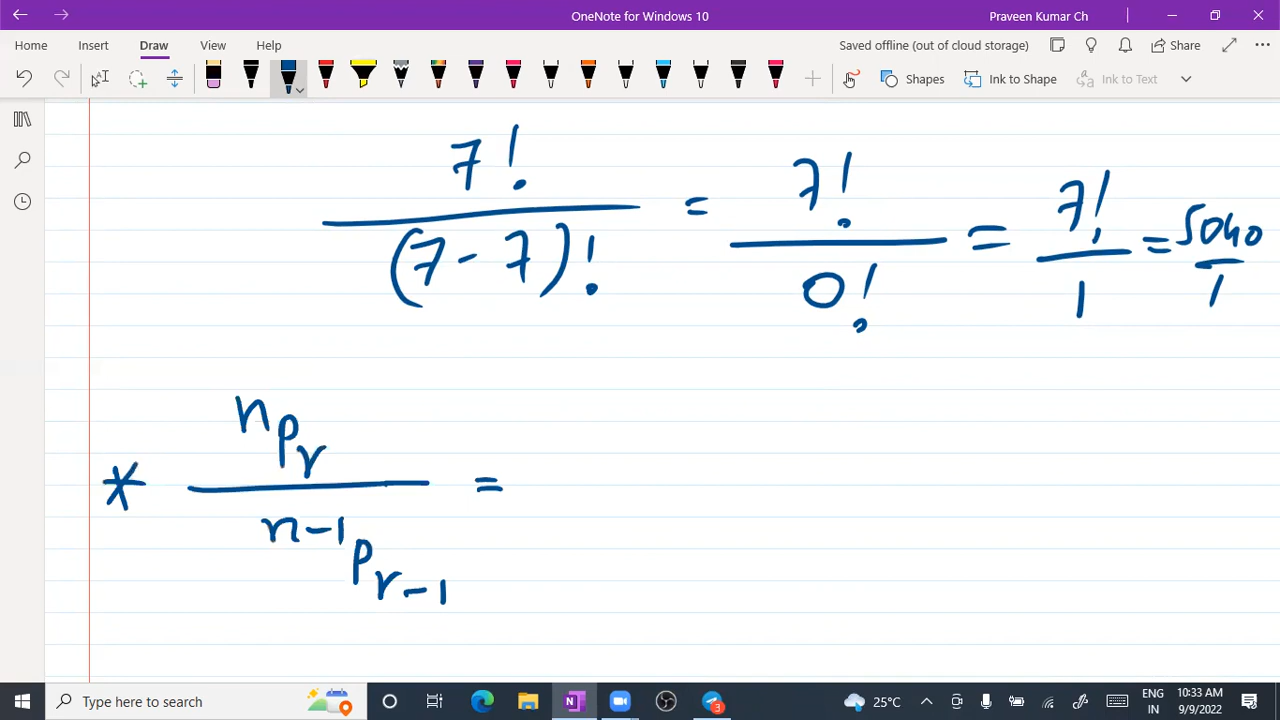 OneNote for Windows 10
Praveen Kumar Ch
Home Insert Draw View Help
Saved offline (out of cloud storage)
Share
Shapes
Ink to Shape
Ink to Text
7! / (7-7)! = 7! / 0! = 7! / 1 = 5040 / 1
* nPr / n-1Pr-1 =
Type here to search
3
25°C
ENG
IN
10:33 AM
9/9/2022